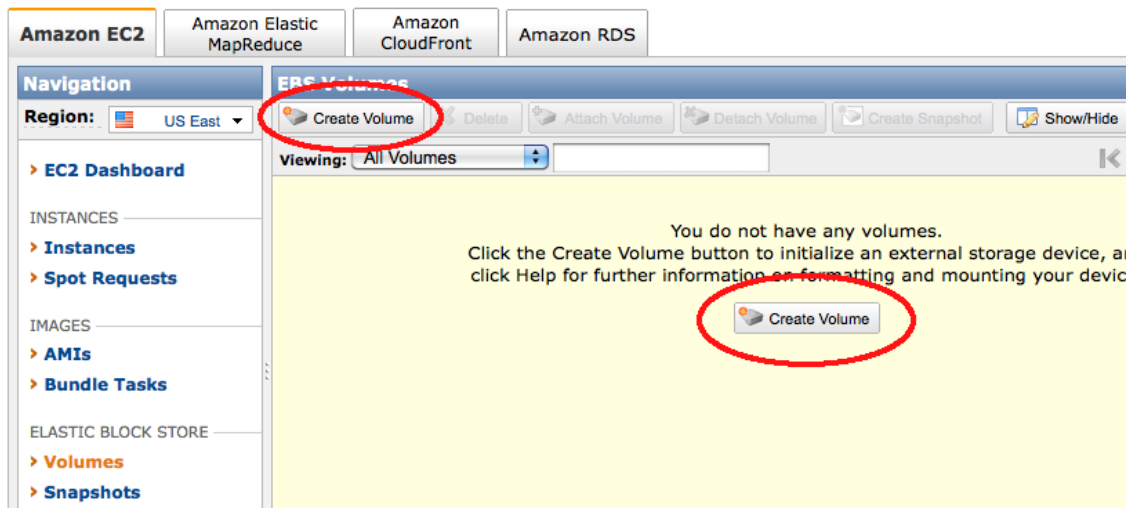 Amazon EC2
Amazon Elastic
MapReduce
Amazon
CloudFront
Amazon RDS
Navigation
Region:
US East
EC2 Dashboard
INSTANCES
Instances
Spot Requests
IMAGES
AMIs
Bundle Tasks
ELASTIC BLOCK STORE
Volumes
Snapshots
EBS Volumes
Create Volume
Delete
Attach Volume
Detach Volume
Create Snapshot
Show/Hide
Viewing:
All Volumes
You do not have any volumes.
Click the Create Volume button to initialize an external storage device, a
click Help for further information on formatting and mounting your devic
Create Volume